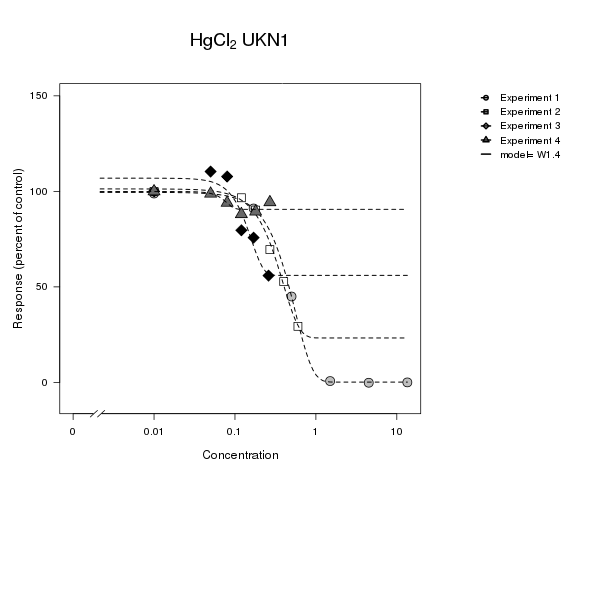 HgCl₂ UKN1
Experiment 1
Experiment 2
Experiment 3
Experiment 4
model= W1.4
Response (percent of control)
150
100
50
0
0 0.01 0.1 1 10
Concentration